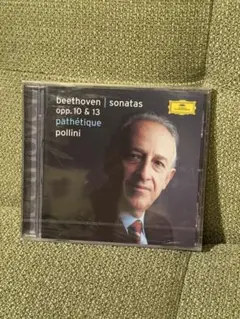 beethoven | sonatas
opp. 10 & 13
pathétique
pollini